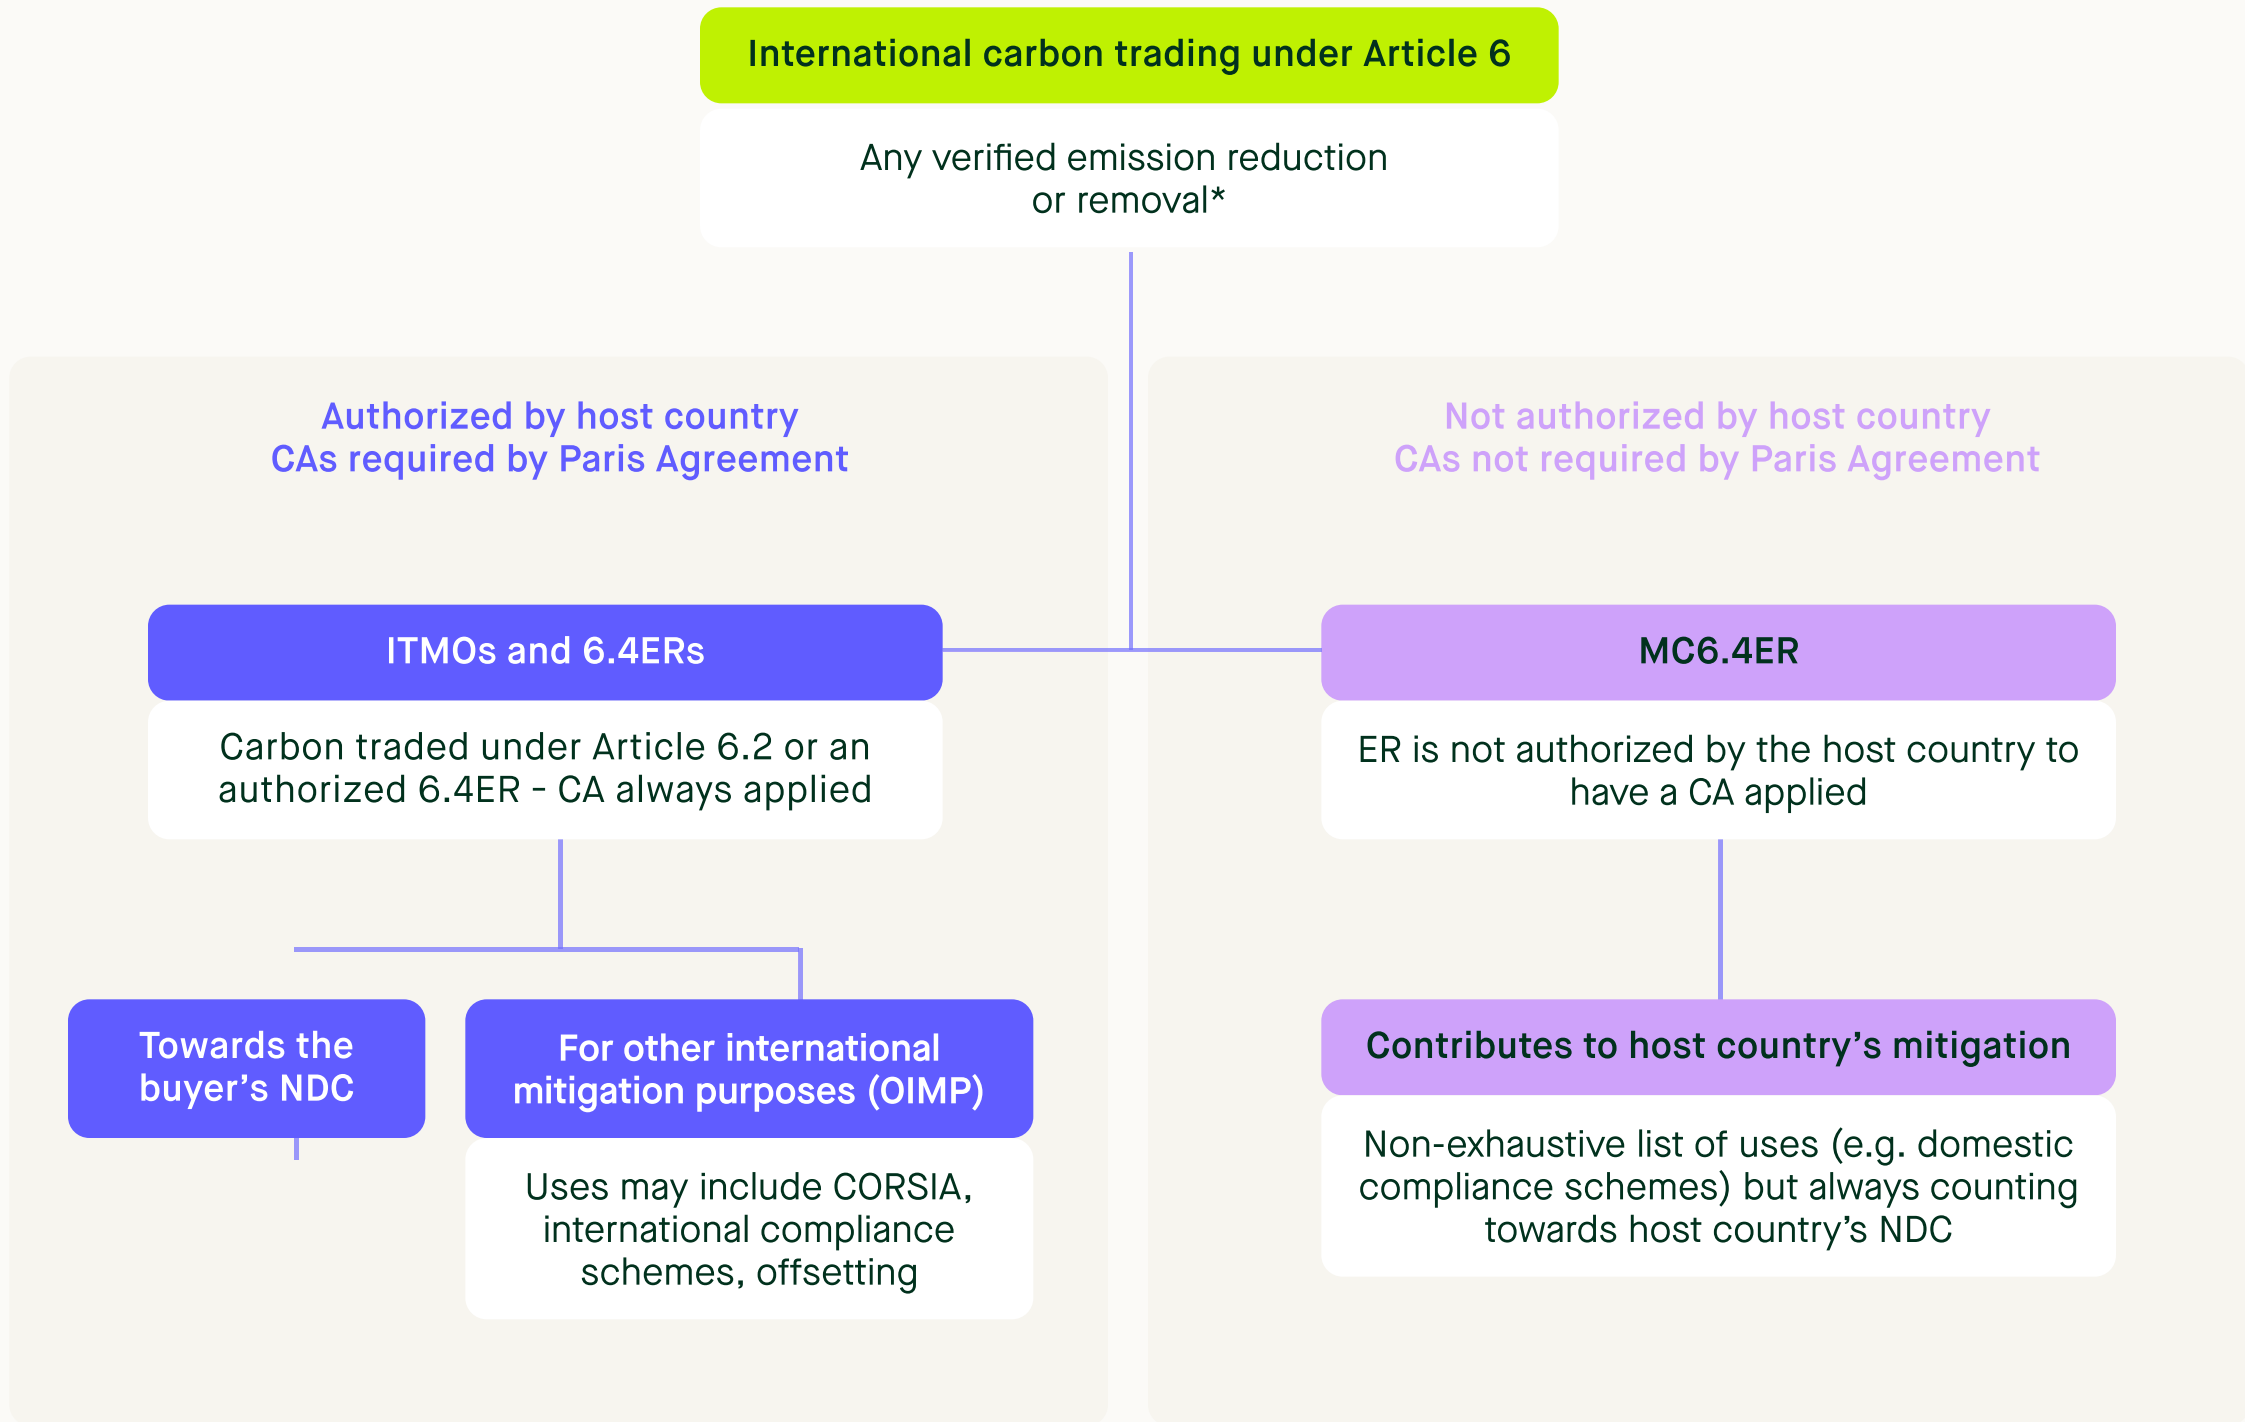 International carbon trading under Article 6
Any verified emission reduction
or removal*
Authorized by host country
CAs required by Paris Agreement
Not authorized by host country
CAs not required by Paris Agreement
ITMOs and 6.4ERs
Carbon traded under Article 6.2 or an
authorized 6.4ER - CA always applied
MC6.4ER
ER is not authorized by the host country to
have a CA applied
Towards the
buyer’s NDC
For other international
mitigation purposes (OIMP)
Uses may include CORSIA,
international compliance
schemes, offsetting
Contributes to host country’s mitigation
Non-exhaustive list of uses (e.g. domestic
compliance schemes) but always counting
towards host country’s NDC